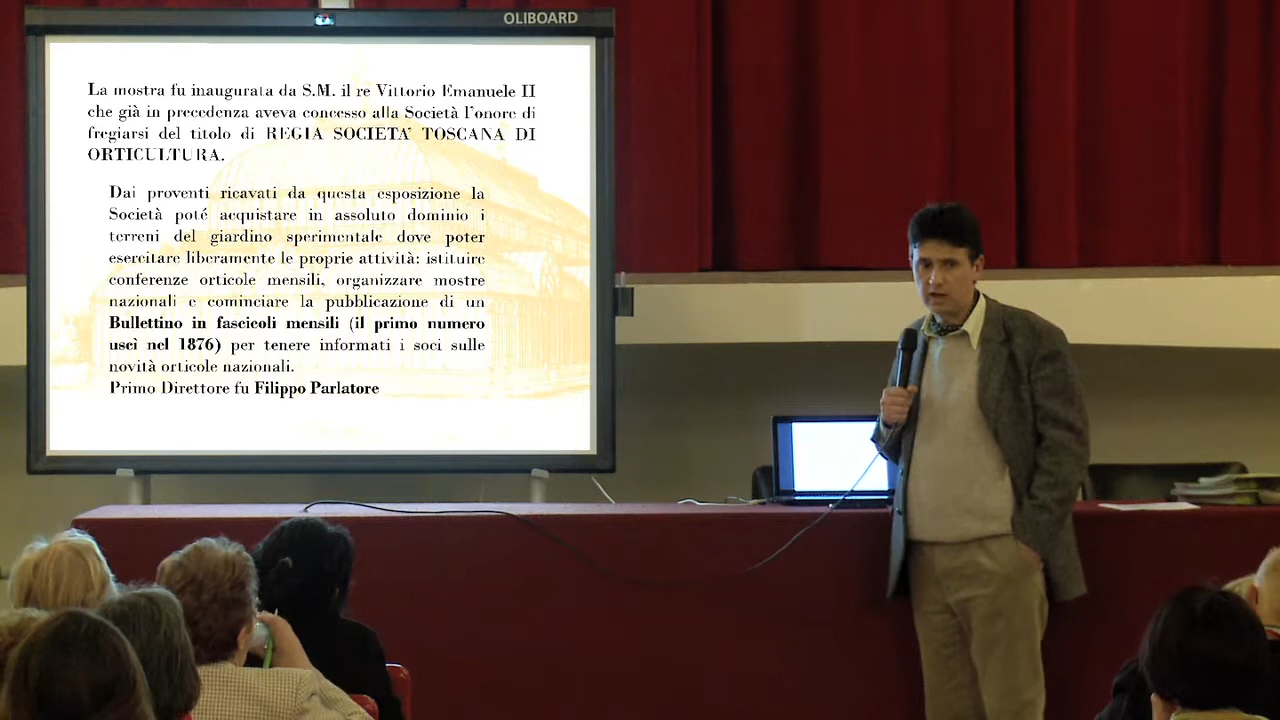 OLIBOARD
La mostra fu inaugurata da S.M. il re Vittorio Emanuele II
che già in precedenza aveva concesso alla Società l'onore di
fregiarsi del titolo di REGIA SOCIETA' TOSCANA DI
ORTICULTURA.
Dai proventi ricavati da questa esposizione la
Società poté acquistare in assoluto dominio i
terreni del giardino sperimentale dove poter
esercitare liberamente le proprie attività: istituire
conferenze orticole mensili, organizzare mostre
nazionali e cominciare la pubblicazione di un
Bullettino in fascicoli mensili (il primo numero
uscì nel 1876) per tenere informati i soci sulle
novità orticole nazionali.
Primo Direttore fu Filippo Parlatore